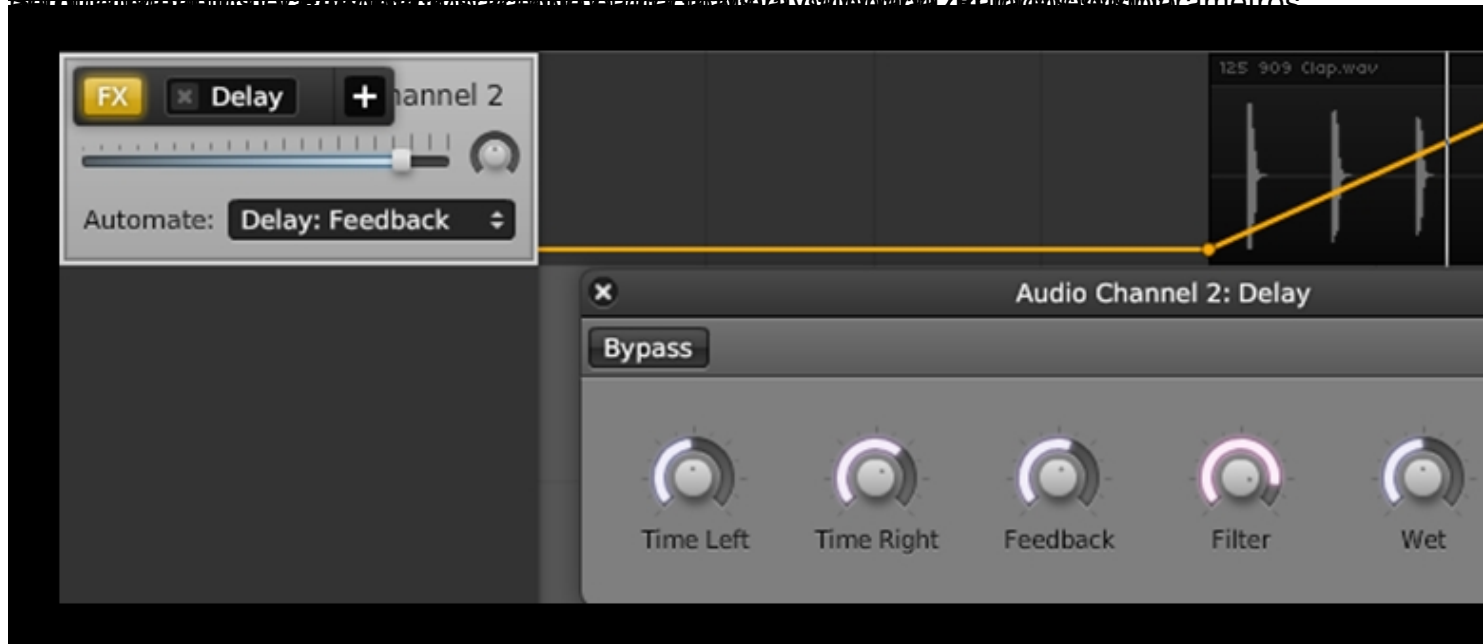 FX × Delay + hannel 2
Automate: Delay: Feedback
125 909 Clap.wav
Audio Channel 2: Delay
Bypass
Time Left Time Right Feedback Filter Wet